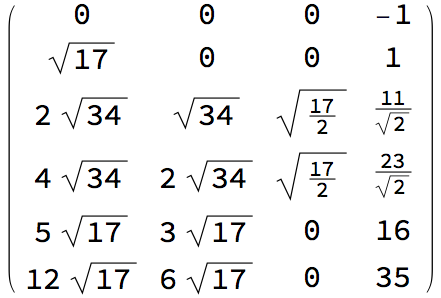 0 0 0 -1
√17 0 0 1
2 √34 √34 √(17/2) 11/√2
4 √34 2 √34 √(17/2) 23/√2
5 √17 3 √17 0 16
12 √17 6 √17 0 35